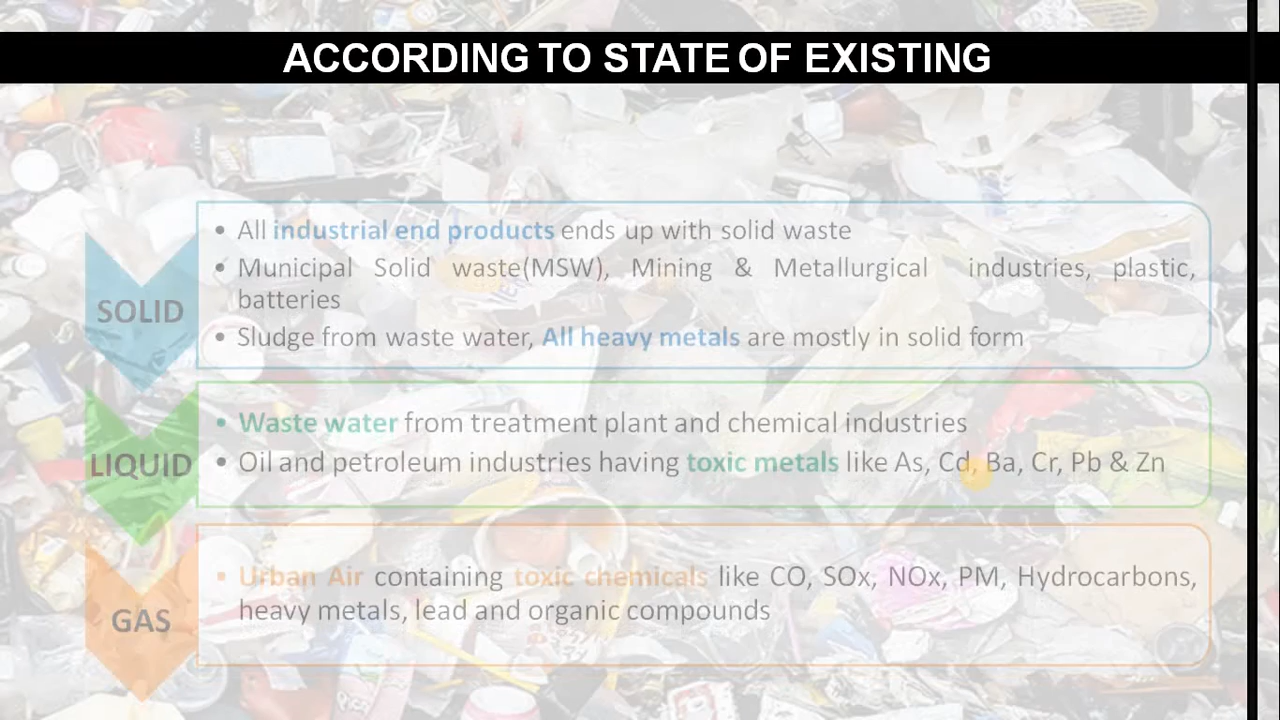 ACCORDING TO STATE OF EXISTING
SOLID
• All industrial end products ends up with solid waste
• Municipal Solid waste(MSW), Mining & Metallurgical industries, plastic,
batteries
• Sludge from waste water, All heavy metals are mostly in solid form
LIQUID
• Waste water from treatment plant and chemical industries
• Oil and petroleum industries having toxic metals like As, Cd, Ba, Cr, Pb & Zn
GAS
▪ Urban Air containing toxic chemicals like CO, SOx, NOx, PM, Hydrocarbons,
heavy metals, lead and organic compounds